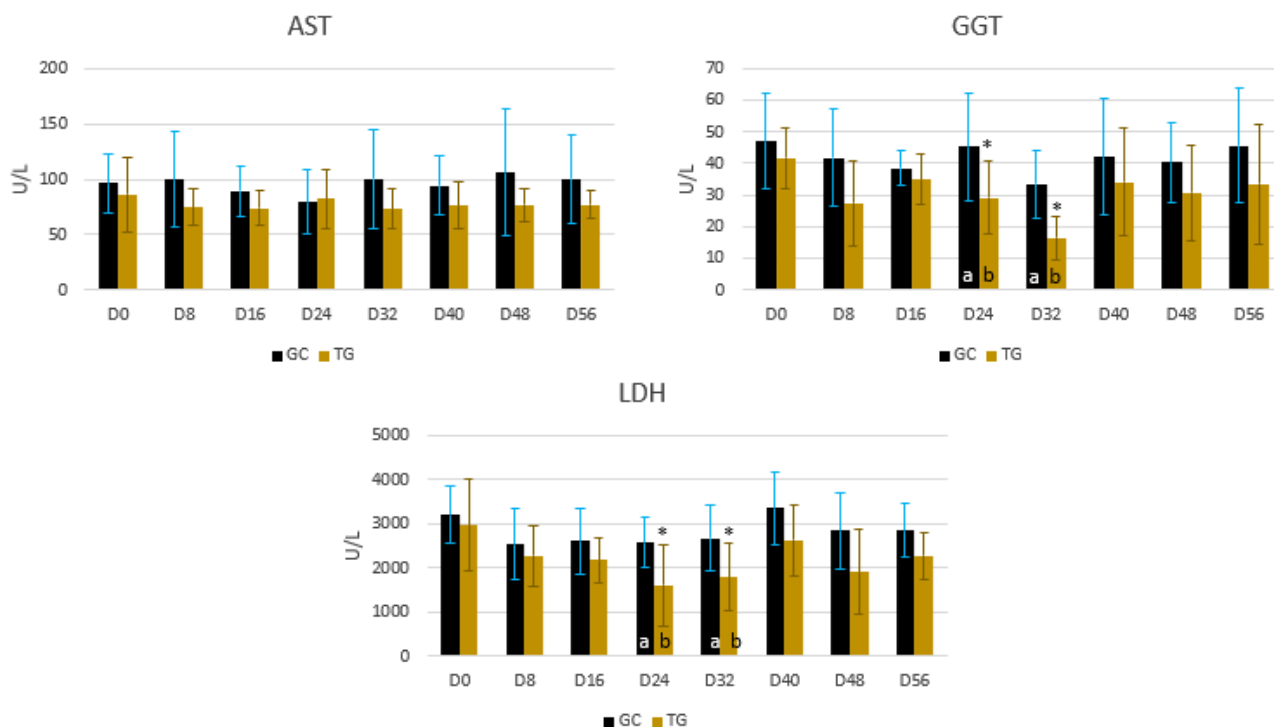 AST
200
150
100
50
0
U/L
D0 D8 D16 D24 D32 D40 D48 D56
GC TG
GGT
70
60
50
40
30
20
10
0
U/L
*
*
a b a b
D0 D8 D16 D24 D32 D40 D48 D56
GC TG
LDH
5000
4000
3000
2000
1000
0
U/L
* *
a b a b
D0 D8 D16 D24 D32 D40 D48 D56
GC TG